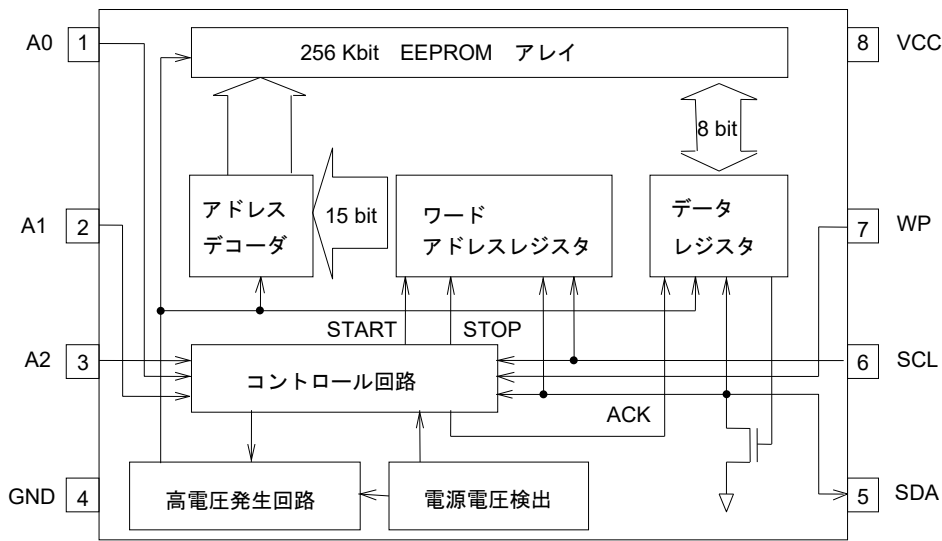 A0 1
256 Kbit EEPROM アレイ
8 VCC
8 bit
アドレス
デコーダ
15 bit
ワード
アドレスレジスタ
データ
レジスタ
A1 2
7 WP
START
STOP
A2 3
コントロール回路
6 SCL
ACK
GND 4
高電圧発生回路
電源電圧検出
5 SDA